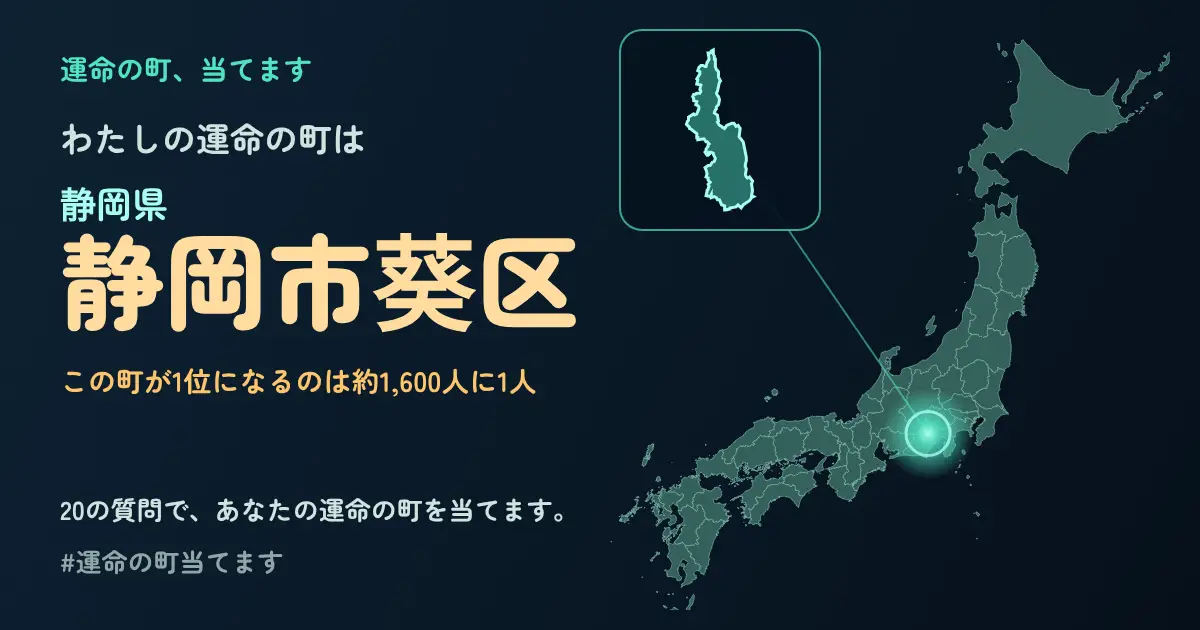 運命の町、当てます
わたしの運命の町は
静岡県
静岡市葵区
この町が1位になるのは約1,600人に1人
20の質問で、あなたの運命の町を当てます。
#運命の町当てます